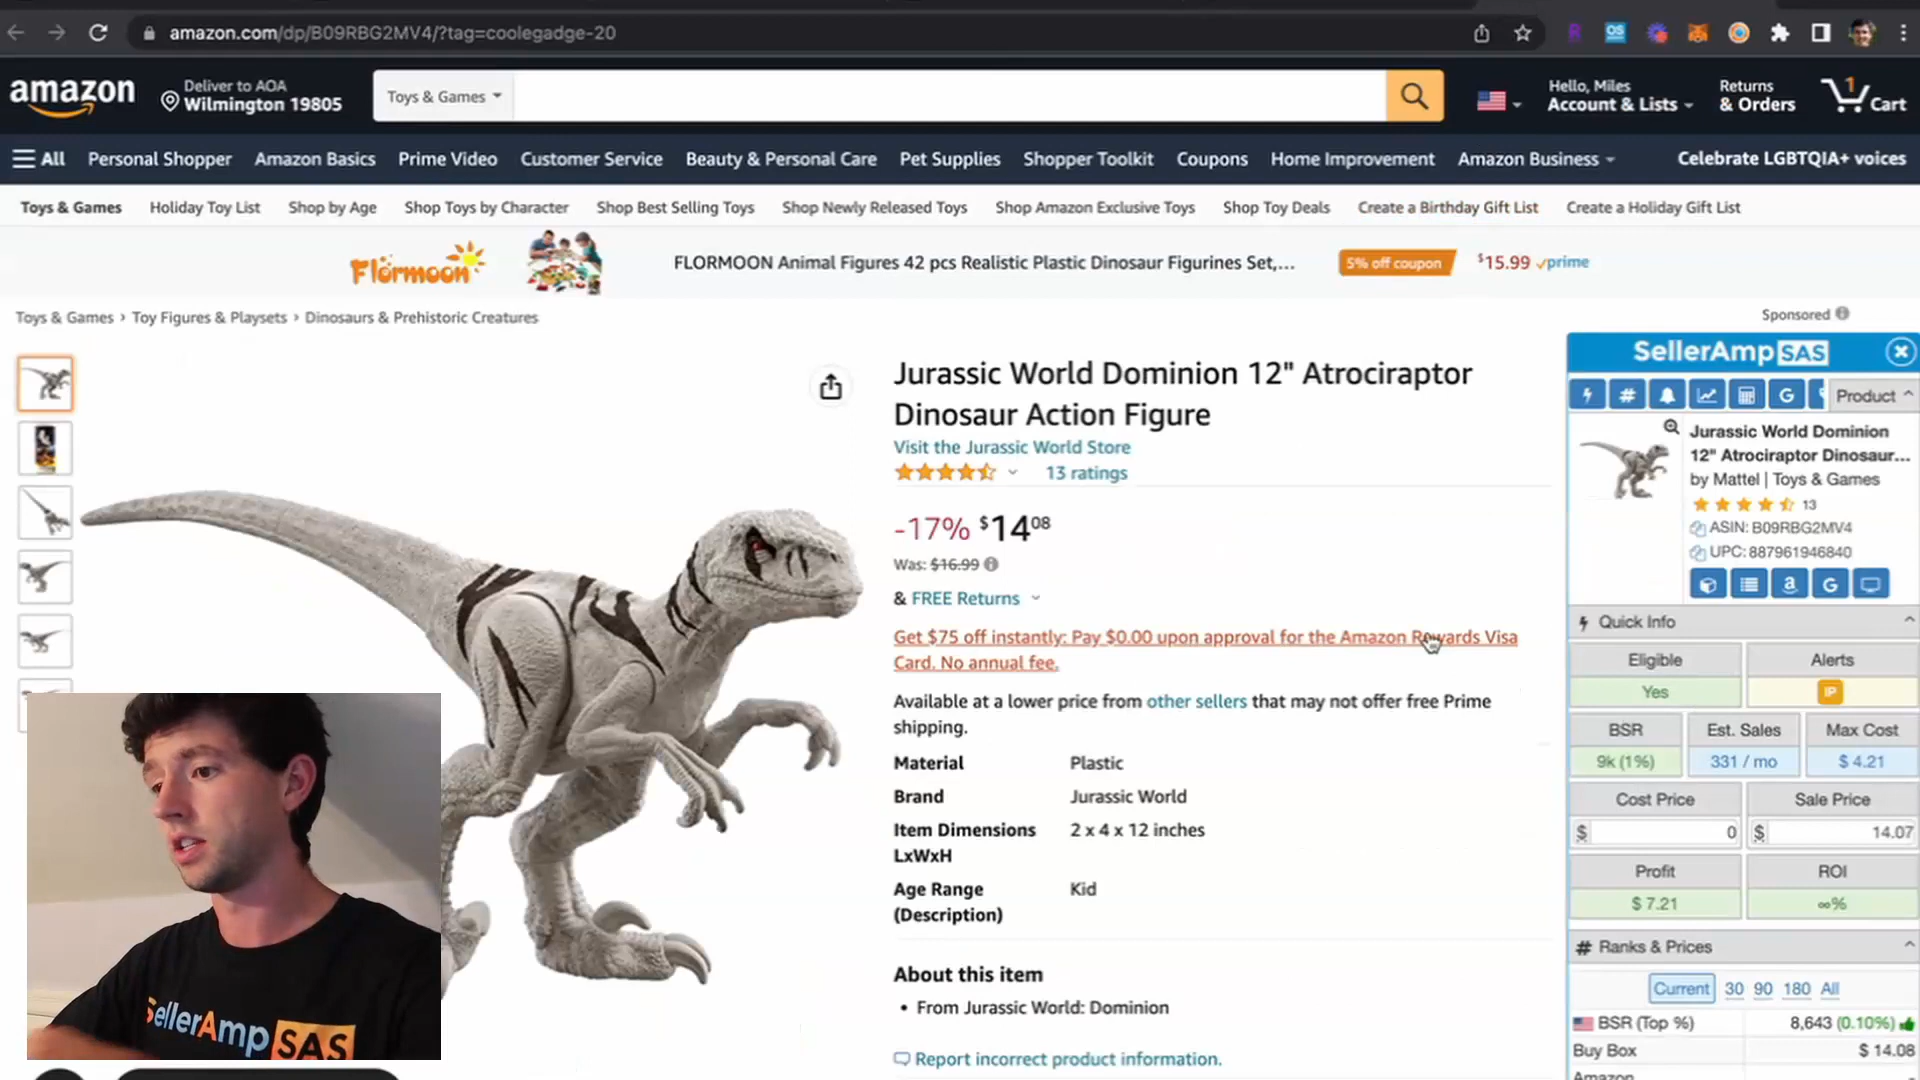 amazon.com/dp/B09RBG2MV4/?tag=coolegadge-20
OS
amazon
Deliver to AOA
Wilmington 19805
Toys & Games
Hello, Miles
Account & Lists
Returns
& Orders
1
Cart
All
Personal Shopper
Amazon Basics
Prime Video
Customer Service
Beauty & Personal Care
Pet Supplies
Shopper Toolkit
Coupons
Home Improvement
Amazon Business
Celebrate LGBTQIA+ voices
Toys & Games
Holiday Toy List
Shop by Age
Shop Toys by Character
Shop Best Selling Toys
Shop Newly Released Toys
Shop Amazon Exclusive Toys
Shop Toy Deals
Create a Birthday Gift List
Create a Holiday Gift List
Flormoon
FLORMOON Animal Figures 42 pcs Realistic Plastic Dinosaur Figurines Set,...
5% off coupon
$15.99 prime
Toys & Games › Toy Figures & Playsets › Dinosaurs & Prehistoric Creatures
Sponsored
Jurassic World Dominion 12" Atrociraptor
Dinosaur Action Figure
Visit the Jurassic World Store
13 ratings
-17% $14 08
Was: $16.99
& FREE Returns
Get $75 off instantly: Pay $0.00 upon approval for the Amazon Rewards Visa
Card. No annual fee.
Available at a lower price from other sellers that may not offer free Prime
shipping.
Material Plastic
Brand Jurassic World
Item Dimensions 2 x 4 x 12 inches
LxWxH
Age Range Kid
(Description)
About this item
• From Jurassic World: Dominion
Report incorrect product information.
SellerAmp SAS
SellerAmp SAS
# G
Product
Jurassic World Dominion
12" Atrociraptor Dinosaur...
by Mattel | Toys & Games
13
ASIN: B09RBG2MV4
UPC: 887961946840
a G
Quick Info
Eligible Alerts
Yes IP
BSR Est. Sales Max Cost
9k (1%) 331 / mo $ 4.21
Cost Price Sale Price
$ 0 $ 14.07
Profit ROI
$ 7.21 ∞%
# Ranks & Prices
Current 30 90 180 All
BSR (Top %) 8,643 (0.10%)
Buy Box $ 14.08
Amazon